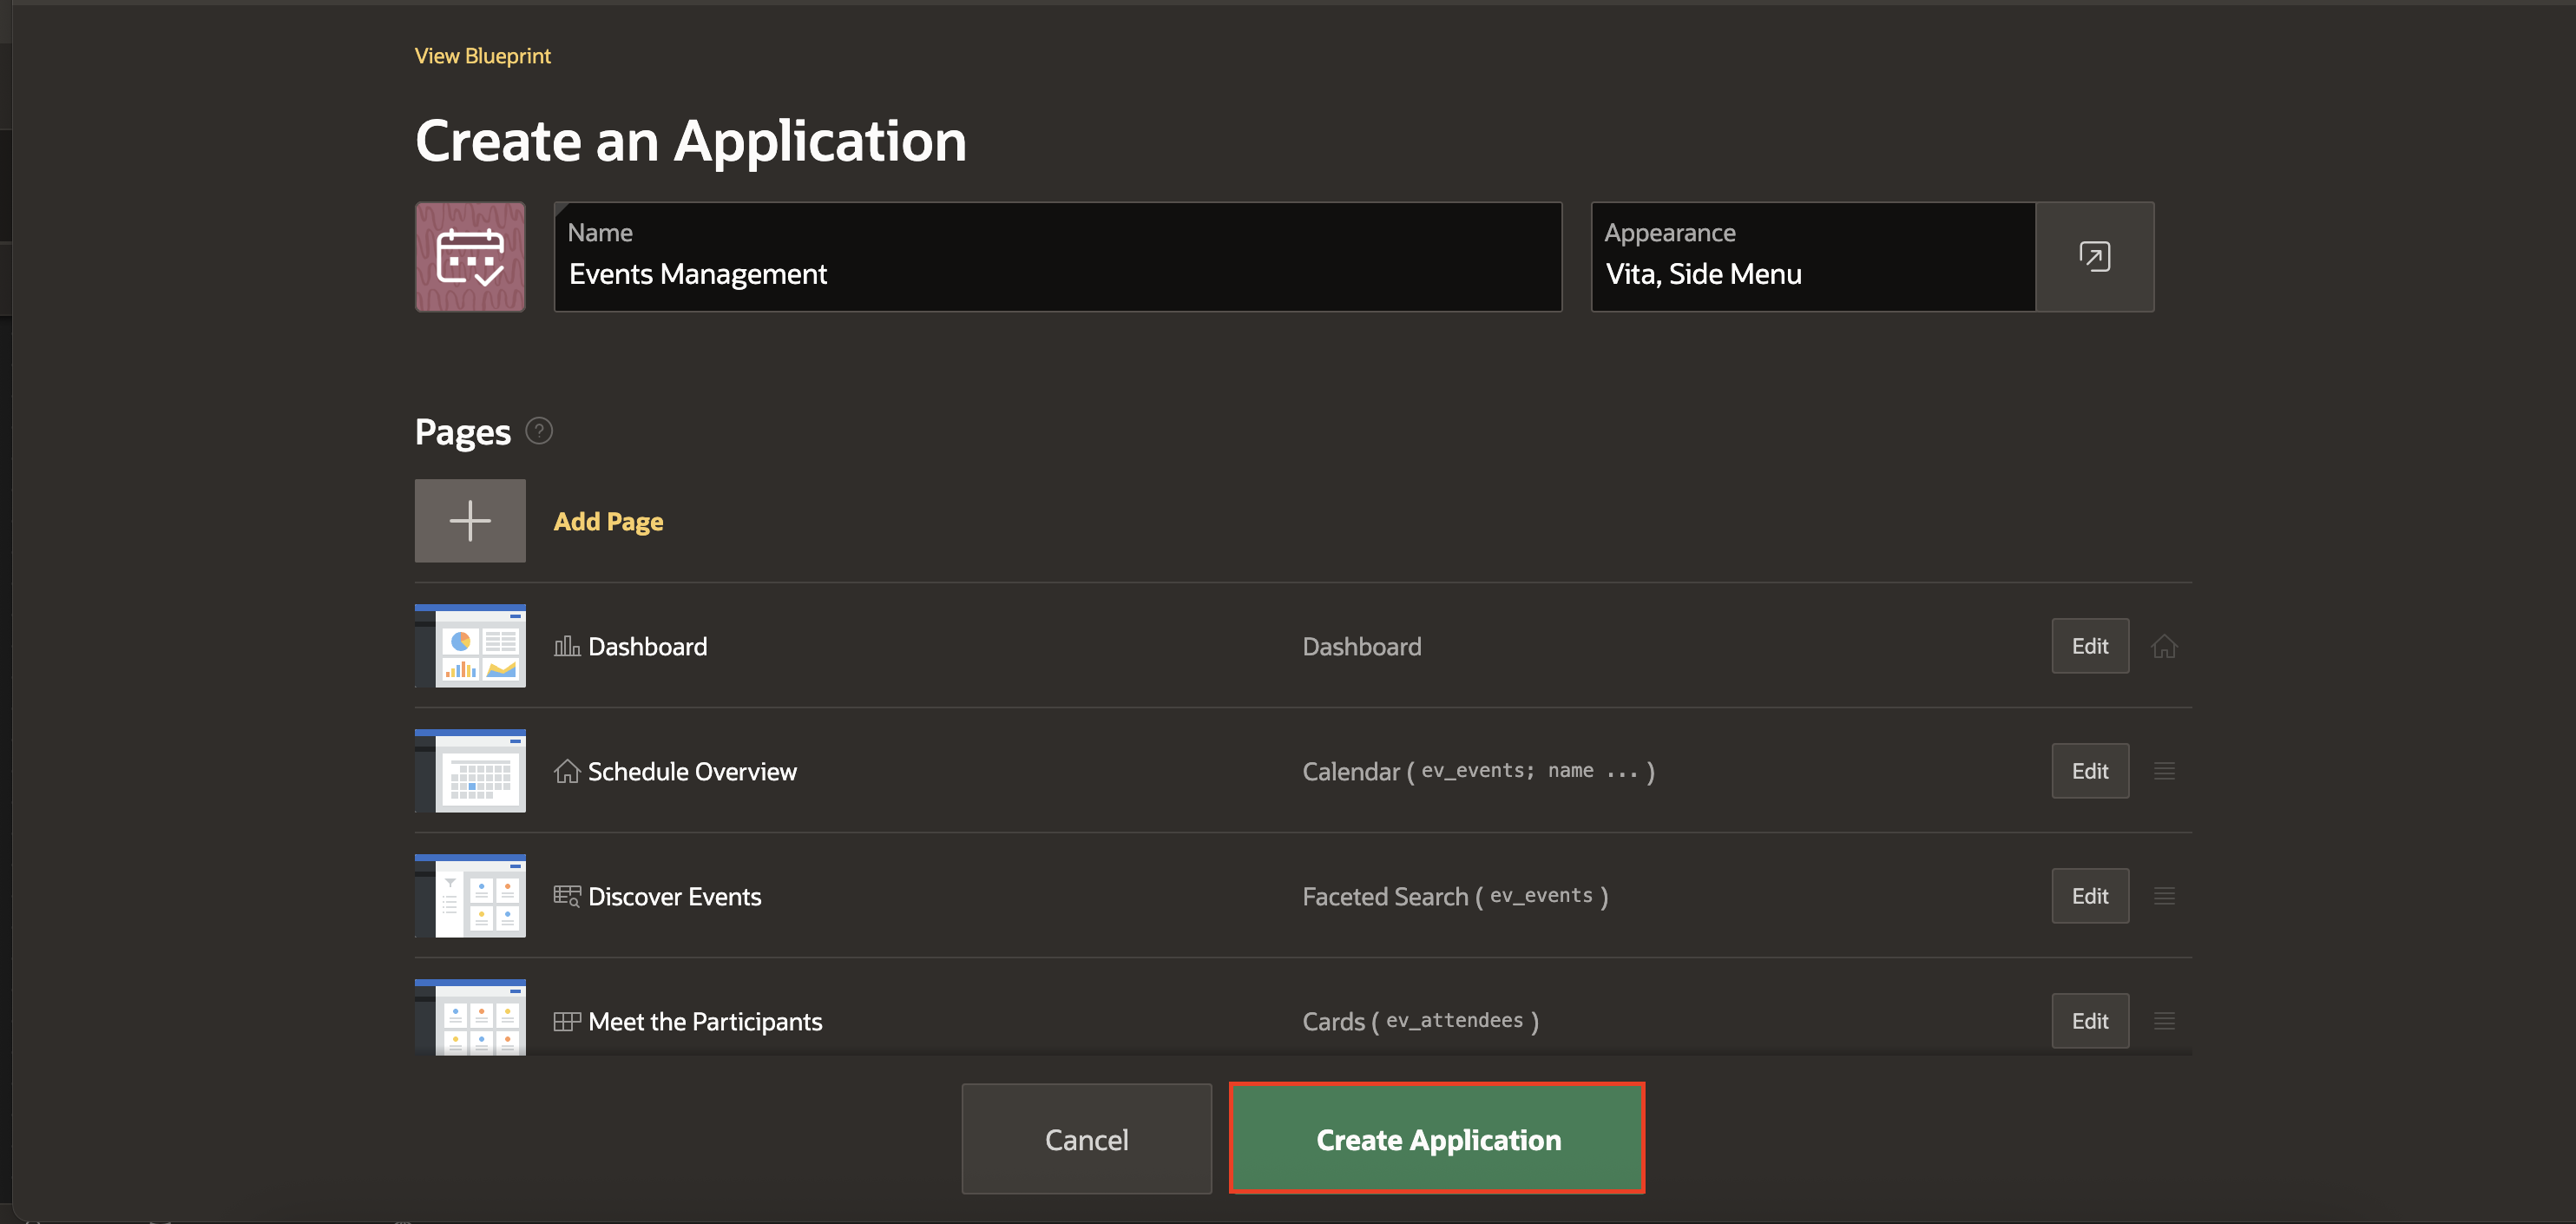 View Blueprint
Create an Application
Name
Events Management
Appearance
Vita, Side Menu
Pages ?
Add Page
Dashboard Dashboard Edit
Schedule Overview Calendar ( ev_events; name ... ) Edit
Discover Events Faceted Search ( ev_events ) Edit
Meet the Participants Cards ( ev_attendees ) Edit
Cancel Create Application